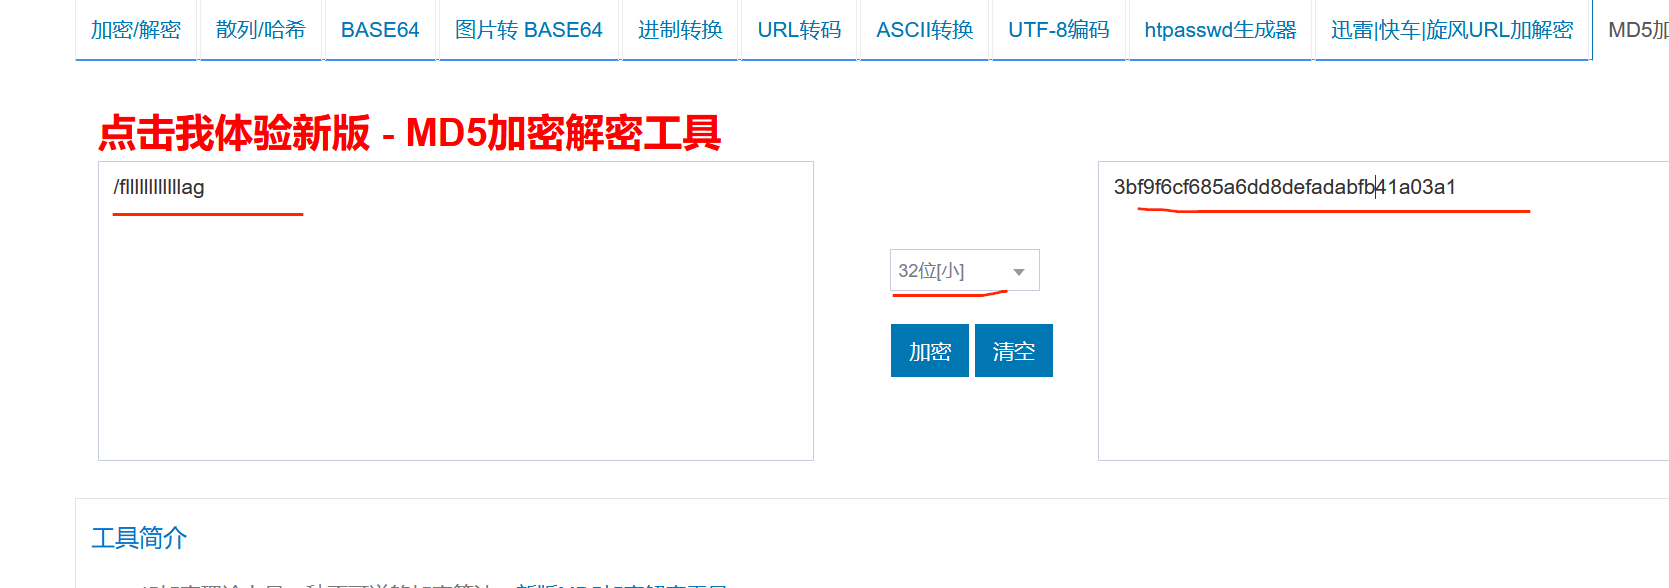 加密/解密
散列/哈希
BASE64
图片转 BASE64
进制转换
URL转码
ASCII转换
UTF-8编码
htpasswd生成器
迅雷|快车|旋风URL加解密
MD5加
点击我体验新版 - MD5加密解密工具
/fllllllllllllag
3bf9f6cf685a6dd8defadabfb41a03a1
32位[小]
加密
清空
工具简介